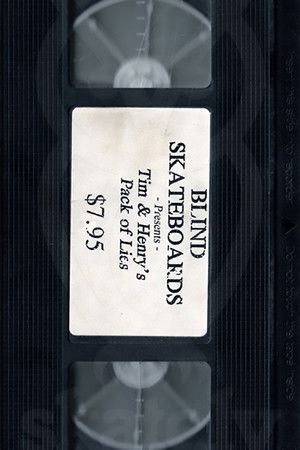 BLIND
SKATEBOARDS
- Presents -
Tim & Henry's
Pack of Lies
$7.95